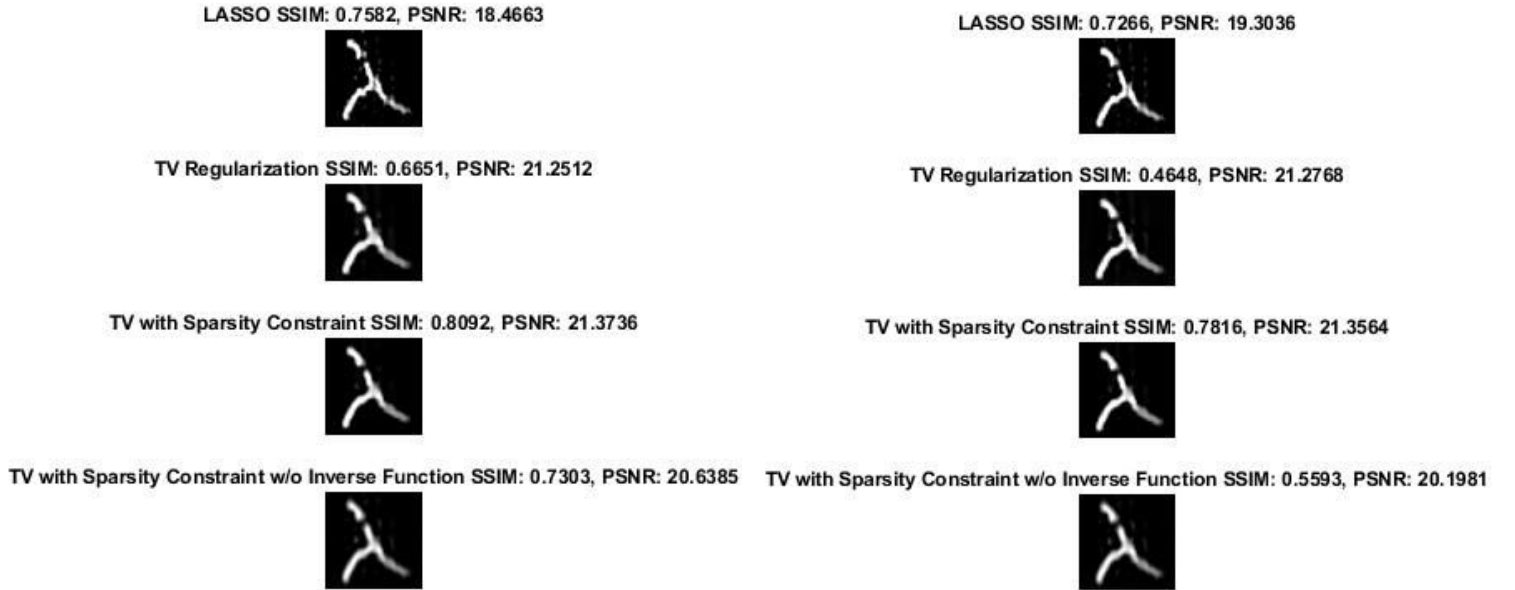 LASSO SSIM: 0.7582, PSNR: 18.4663
TV Regularization SSIM: 0.6651, PSNR: 21.2512
TV with Sparsity Constraint SSIM: 0.8092, PSNR: 21.3736
TV with Sparsity Constraint w/o Inverse Function SSIM: 0.7303, PSNR: 20.6385
LASSO SSIM: 0.7266, PSNR: 19.3036
TV Regularization SSIM: 0.4648, PSNR: 21.2768
TV with Sparsity Constraint SSIM: 0.7816, PSNR: 21.3564
TV with Sparsity Constraint w/o Inverse Function SSIM: 0.5593, PSNR: 20.1981